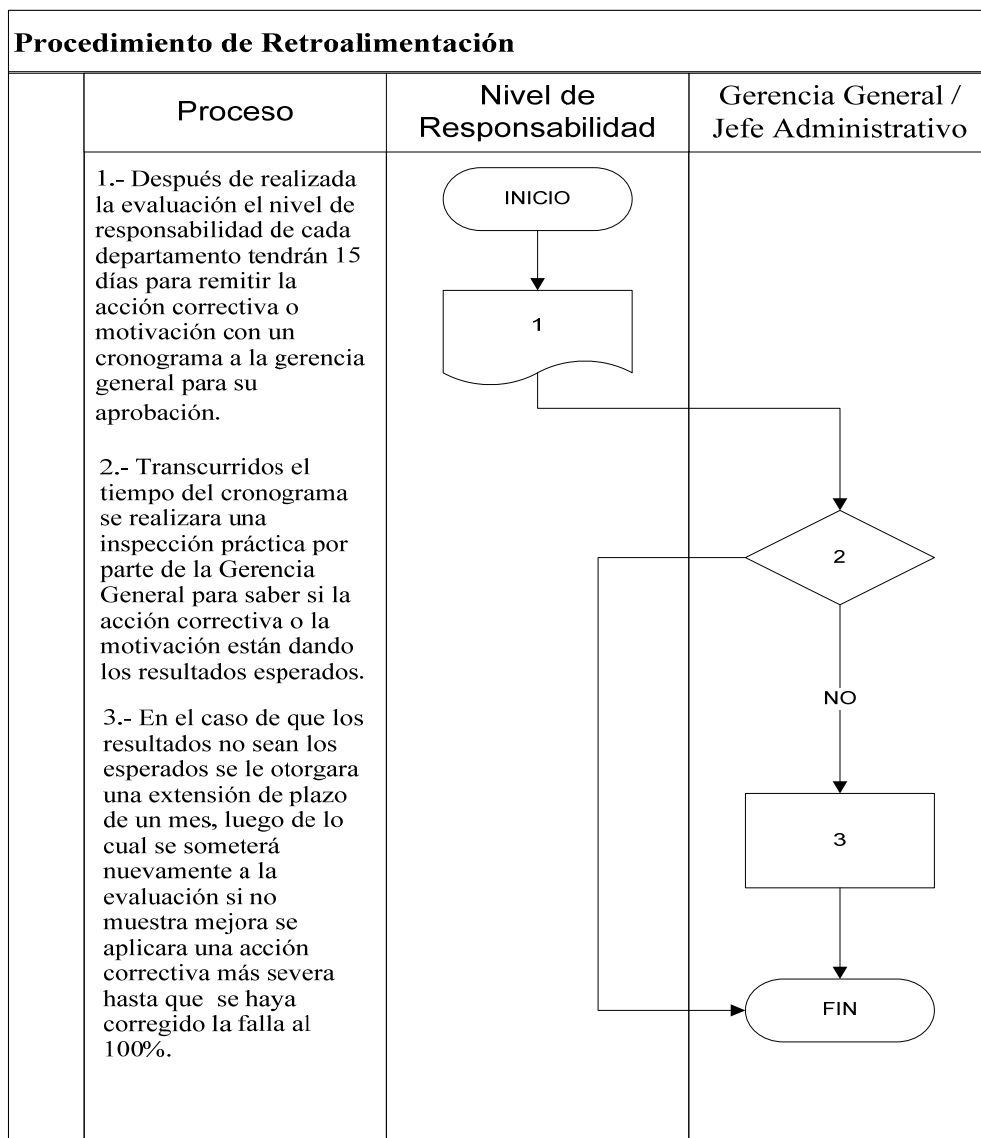 Procedimiento de Retroalimentación
Proceso
Nivel de
Responsabilidad
Gerencia General /
Jefe Administrativo
1.- Después de realizada
la evaluación el nivel de
responsabilidad de cada
departamento tendrán 15
días para remitir la
acción correctiva o
motivación con un
cronograma a la gerencia
general para su
aprobación.
2.- Transcurridos el
tiempo del cronograma
se realizara una
inspección práctica por
parte de la Gerencia
General para saber si la
acción correctiva o la
motivación están dando
los resultados esperados.
3.- En el caso de que los
resultados no sean los
esperados se le otorgara
una extensión de plazo
de un mes, luego de lo
cual se someterá
nuevamente a la
evaluación si no
muestra mejora se
aplicara una acción
correctiva más severa
hasta que se haya
corregido la falla al
100%.
INICIO
1
2
NO
3
FIN